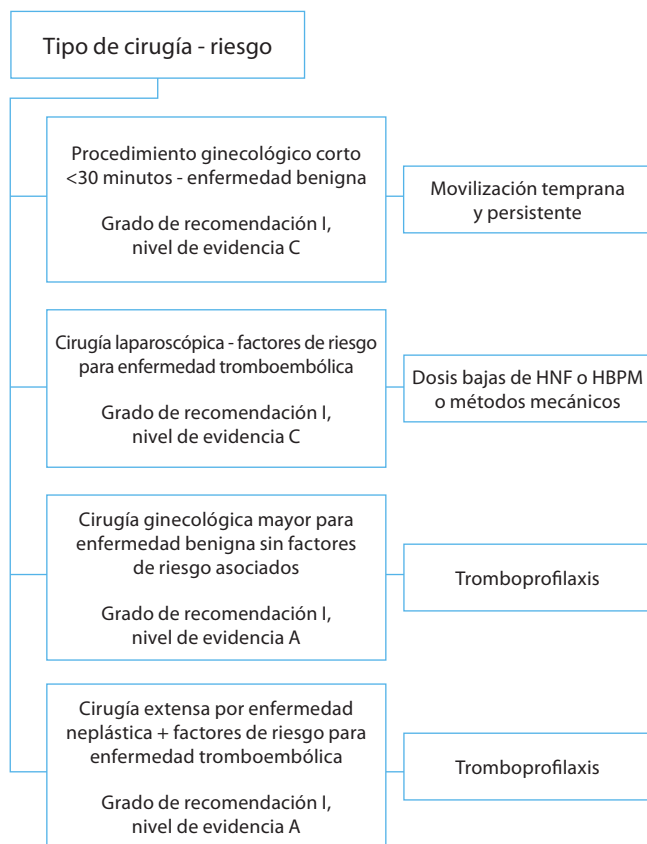 Tipo de cirugía - riesgo
Procedimiento ginecológico corto
<30 minutos - enfermedad benigna
Grado de recomendación I,
nivel de evidencia C
Movilización temprana
y persistente
Cirugía laparoscópica - factores de riesgo
para enfermedad tromboembólica
Grado de recomendación I,
nivel de evidencia C
Dosis bajas de HNF o HBPM
o métodos mecánicos
Cirugía ginecológica mayor para
enfermedad benigna sin factores
de riesgo asociados
Grado de recomendación I,
nivel de evidencia A
Tromboprofilaxis
Cirugía extensa por enfermedad
neplástica + factores de riesgo para
enfermedad tromboembólica
Grado de recomendación I,
nivel de evidencia A
Tromboprofilaxis